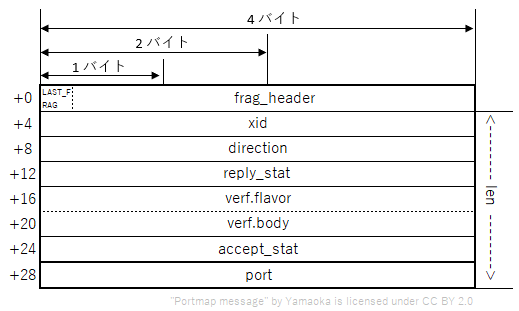 4 バイト
2 バイト
1 バイト
+0 LAST_F
RAG frag_header
+4 xid
+8 direction
+12 reply_stat
+16 verf.flavor
+20 verf.body
+24 accept_stat
+28 port
len
"Portmap message" by Yamaoka is licensed under CC BY 2.0